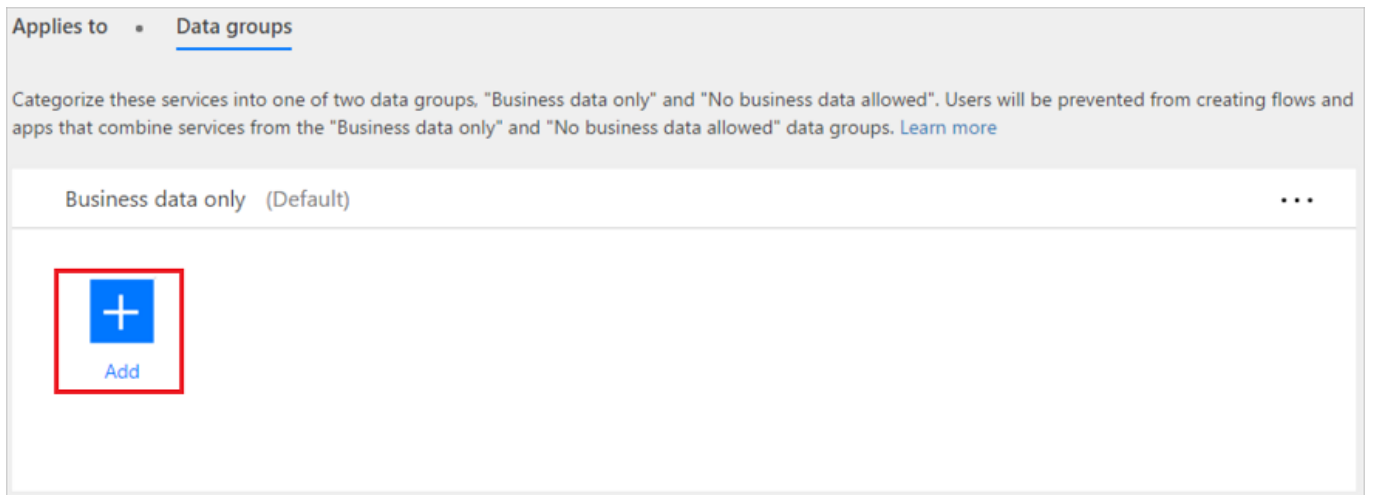 Applies to • Data groups
Categorize these services into one of two data groups, "Business data only" and "No business data allowed". Users will be prevented from creating flows and
apps that combine services from the "Business data only" and "No business data allowed" data groups. Learn more
Business data only (Default)
Add